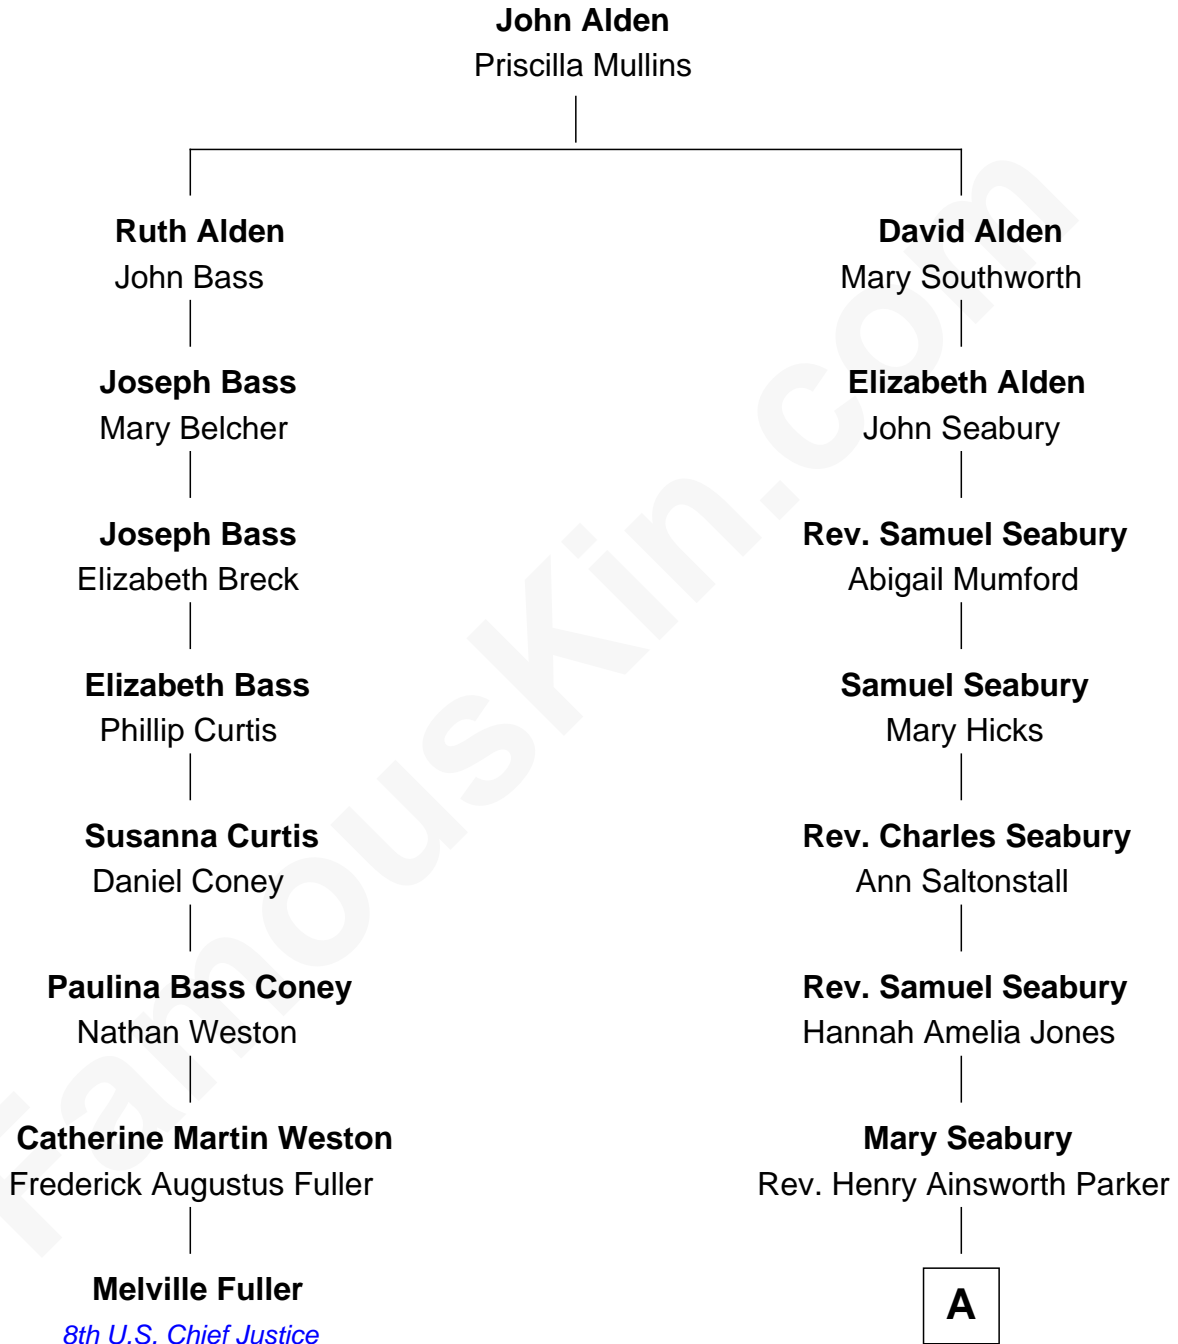 John Alden
Priscilla Mullins
Ruth Alden
John Bass
David Alden
Mary Southworth
Joseph Bass
Mary Belcher
Elizabeth Alden
John Seabury
Joseph Bass
Elizabeth Breck
Rev. Samuel Seabury
Abigail Mumford
Elizabeth Bass
Phillip Curtis
Samuel Seabury
Mary Hicks
Susanna Curtis
Daniel Coney
Rev. Charles Seabury
Ann Saltonstall
Paulina Bass Coney
Nathan Weston
Rev. Samuel Seabury
Hannah Amelia Jones
Catherine Martin Weston
Frederick Augustus Fuller
Mary Seabury
Rev. Henry Ainsworth Parker
Melville Fuller
8th U.S. Chief Justice
A
FamousKin.com